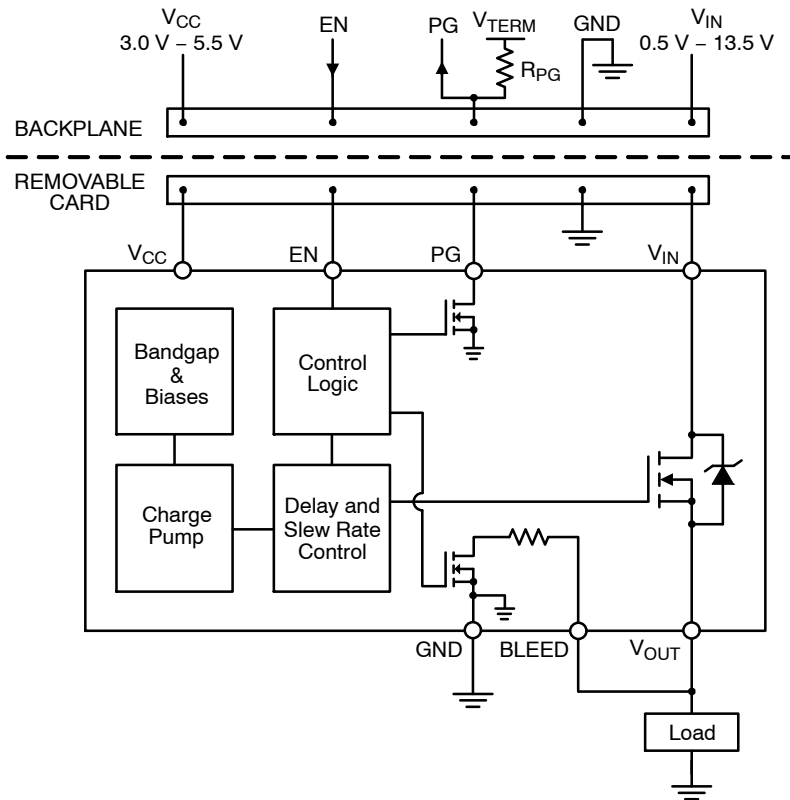 VCC
3.0 V – 5.5 V
EN
PG
VTERM
RPG
GND
VIN
0.5 V – 13.5 V
BACKPLANE
REMOVABLE
CARD
VCC
EN
PG
VIN
Bandgap
&
Biases
Control
Logic
Charge
Pump
Delay and
Slew Rate
Control
GND
BLEED
VOUT
Load